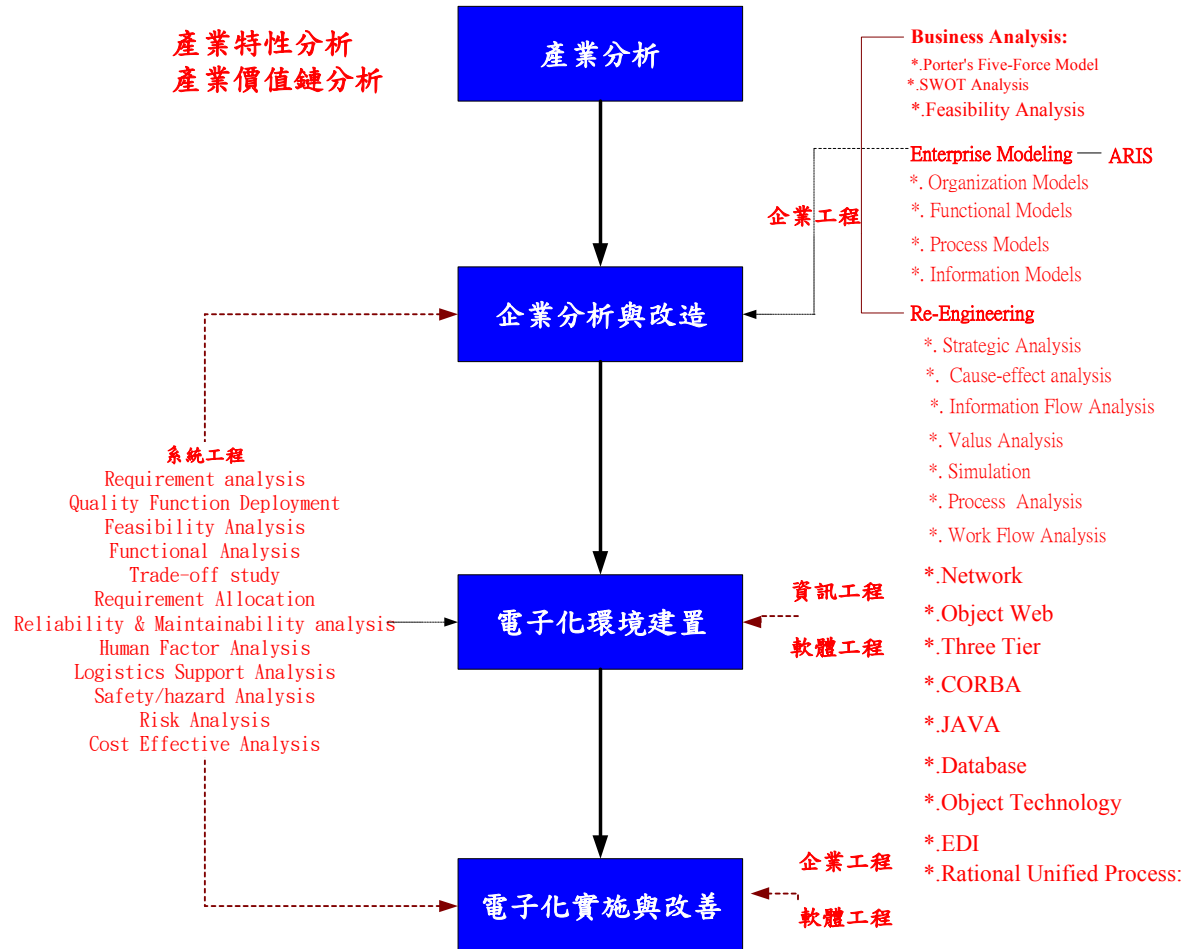 產業特性分析
產業價值鏈分析
產業分析
Business Analysis:
*.Porter's Five-Force Model
*.SWOT Analysis
*.Feasibility Analysis
Enterprise Modeling
ARIS
*. Organization Models
*. Functional Models
*. Process Models
*. Information Models
企業工程
企業分析與改造
Re-Engineering
*. Strategic Analysis
*. Cause-effect analysis
*. Information Flow Analysis
*. Valus Analysis
*. Simulation
*. Process Analysis
*. Work Flow Analysis
系統工程
Requirement analysis
Quality Function Deployment
Feasibility Analysis
Functional Analysis
Trade-off study
Requirement Allocation
Reliability & Maintainability analysis
Human Factor Analysis
Logistics Support Analysis
Safety/hazard Analysis
Risk Analysis
Cost Effective Analysis
電子化環境建置
資訊工程
軟體工程
*.Network
*.Object Web
*.Three Tier
*.CORBA
*.JAVA
*.Database
*.Object Technology
*.EDI
*.Rational Unified Process:
電子化實施與改善
企業工程
軟體工程